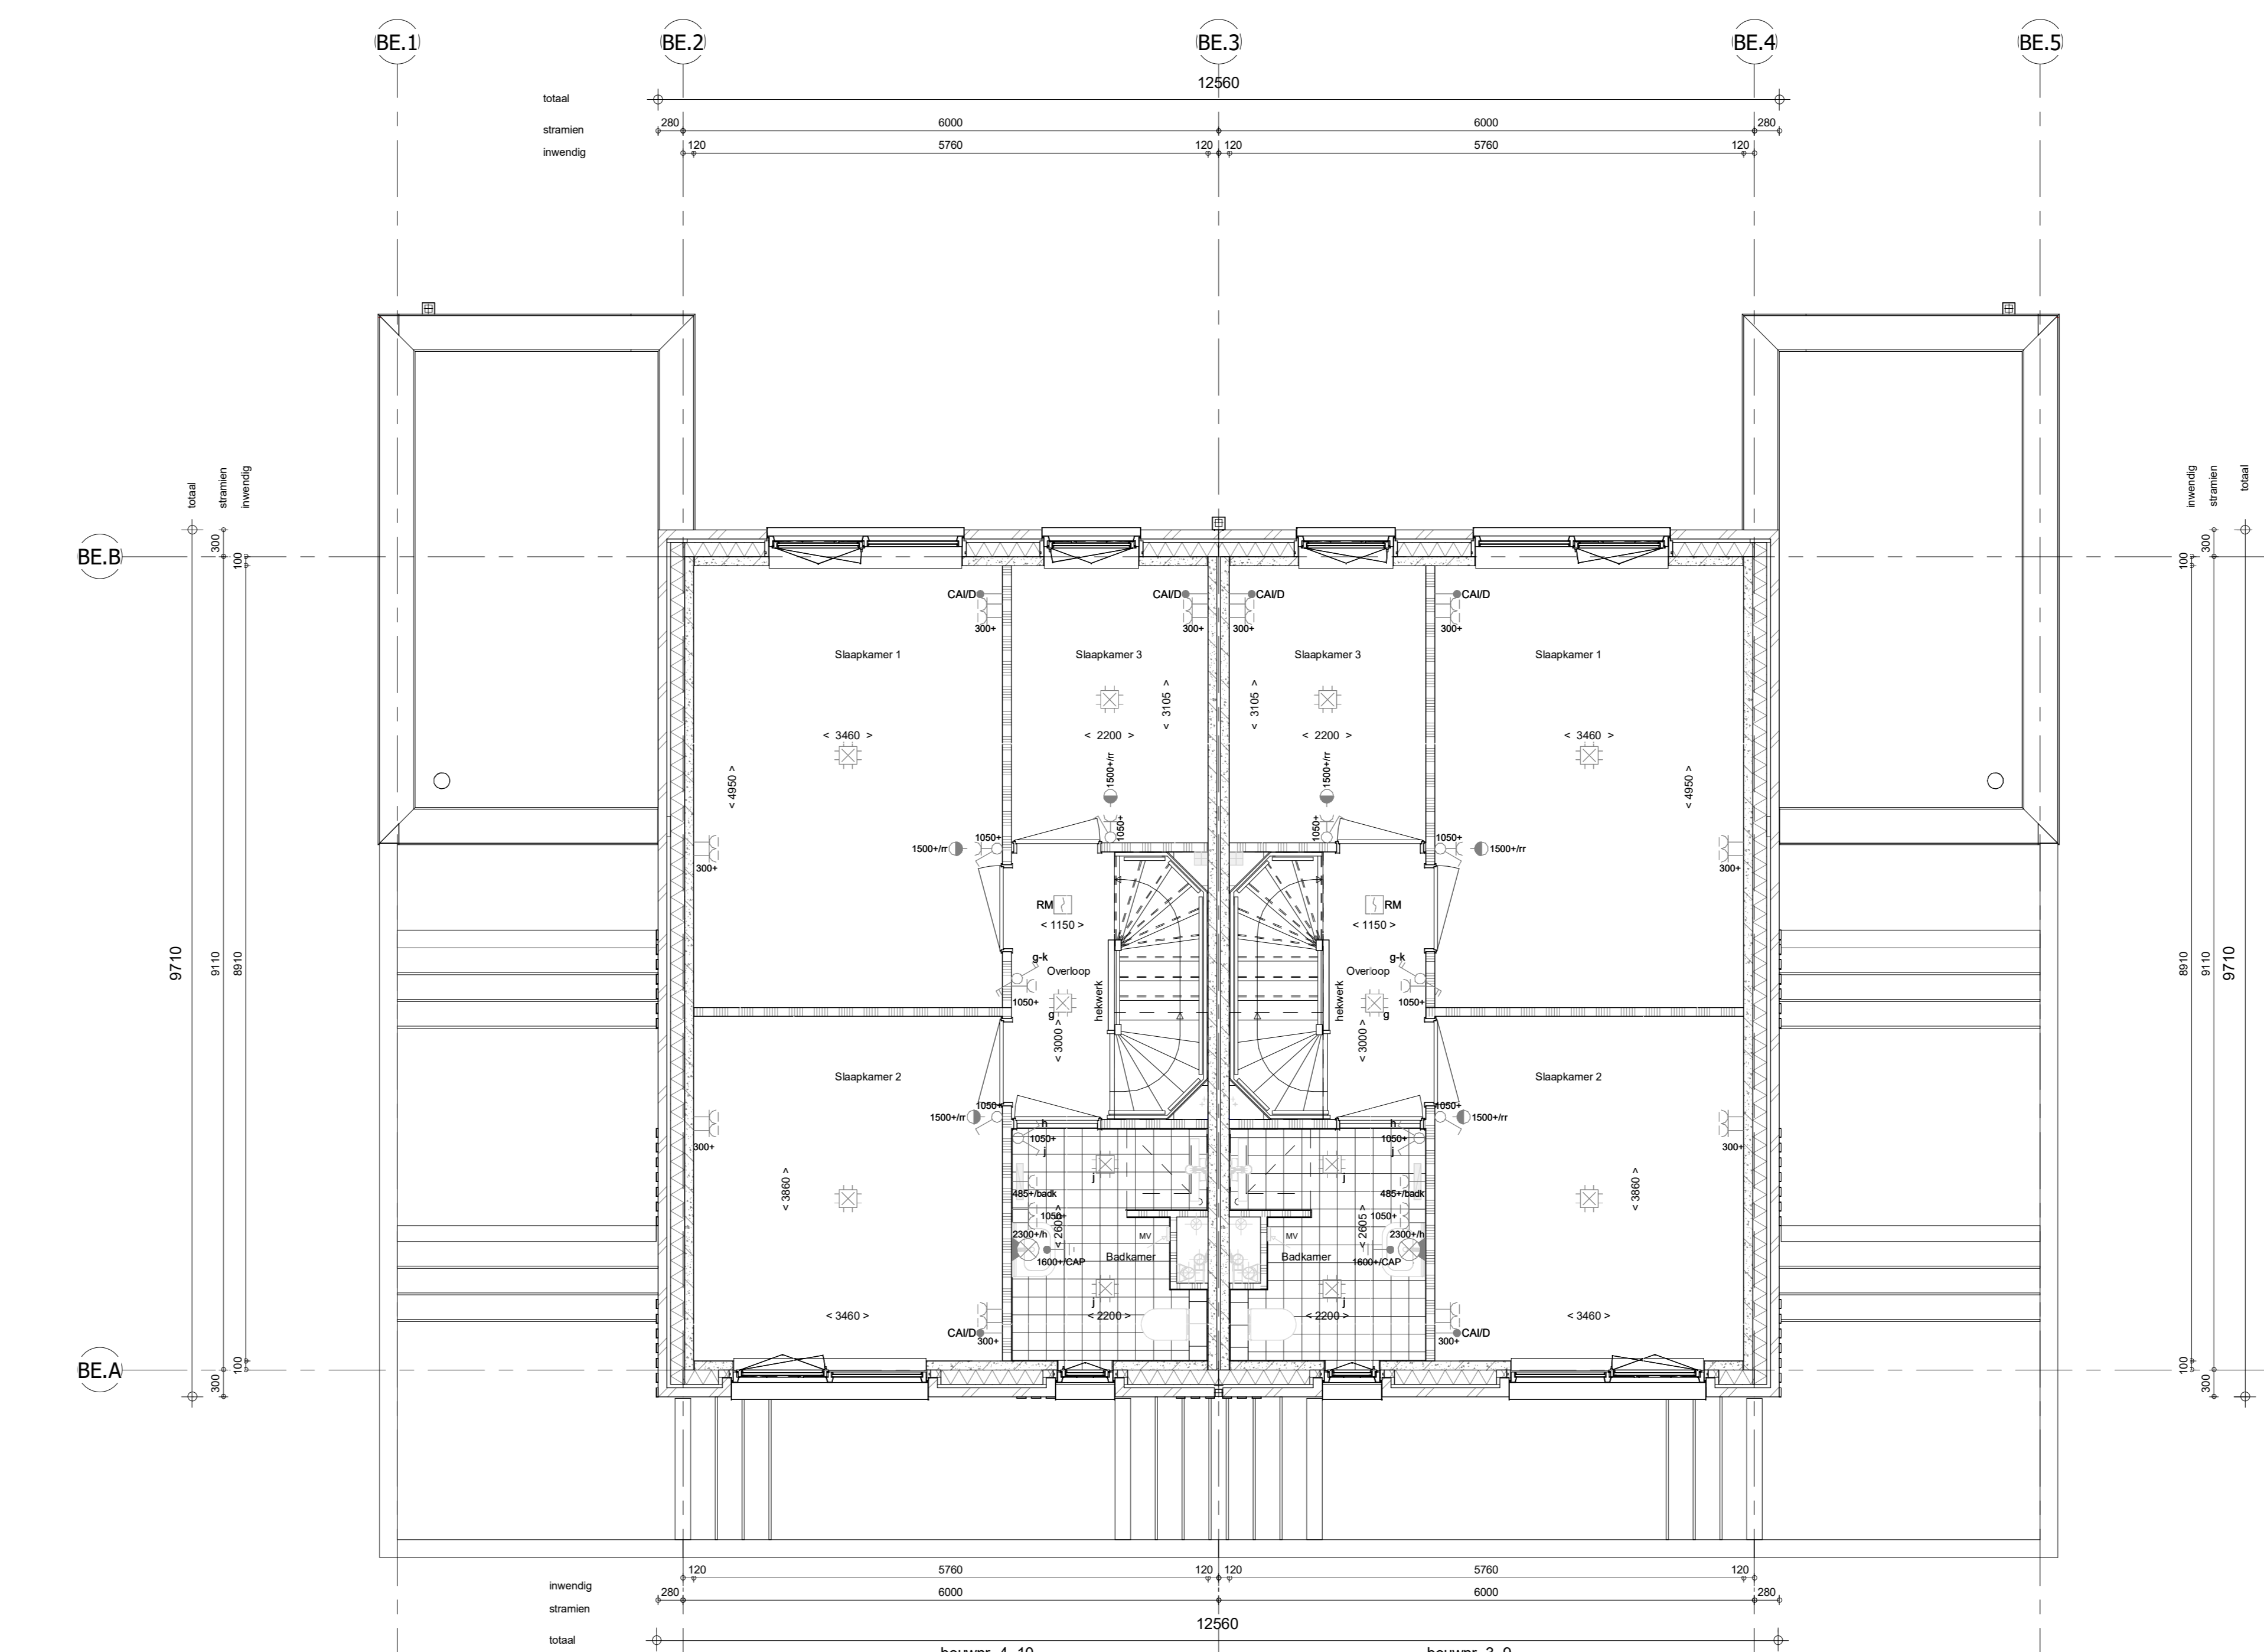 BE.1 BE.2 BE.3 BE.4 BE.5
12560
totaal
280 6000 6000 280
stramien
120 5760 120 120 5760 120
inwendig
totaal stramien inwendig inwendig stramien totaal
300 300
BE.B
100 100
CAI/D CAI/D CAI/D CAI/D
300+ 300+ 300+ 300+
Slaapkamer 1 Slaapkamer 3 Slaapkamer 3 Slaapkamer 1
< 3105 > < 3105 >
< 3460 > < 2200 > < 2200 > < 3460 >
1500+/rr 1500+/rr
< 4950 > < 4950 >
1050+ 1050+ 1050+ 1050+
1500+/rr 1500+/rr
300+ 300+
RM RM
< 1150 > < 1150 >
g-k g-k
9710 9110 8910 Overloop Overloop 8910 9110 9710
1050+ hekwerk hekwerk 1050+
g g
< 3000 > < 3000 >
Slaapkamer 2 Slaapkamer 2
1050+ 1050+
1500+/rr 1500+/rr
h h
300+ 1050+ 1050+ 300+
j j
j j
< 3860 > 485+/badk 485+/badk < 3860 >
1050+ 1050+
< 2605 > < 2605 >
2300+/h MV MV 2300+/h
1600+/CAP Badkamer Badkamer 1600+/CAP
j j
< 3460 > < 2200 > < 2200 > < 3460 >
CAI/D CAI/D
300+ 300+
100 100
BE.A
300 300
120 5760 120 120 5760 120
inwendig
280 6000 6000 280
stramien
12560
totaal